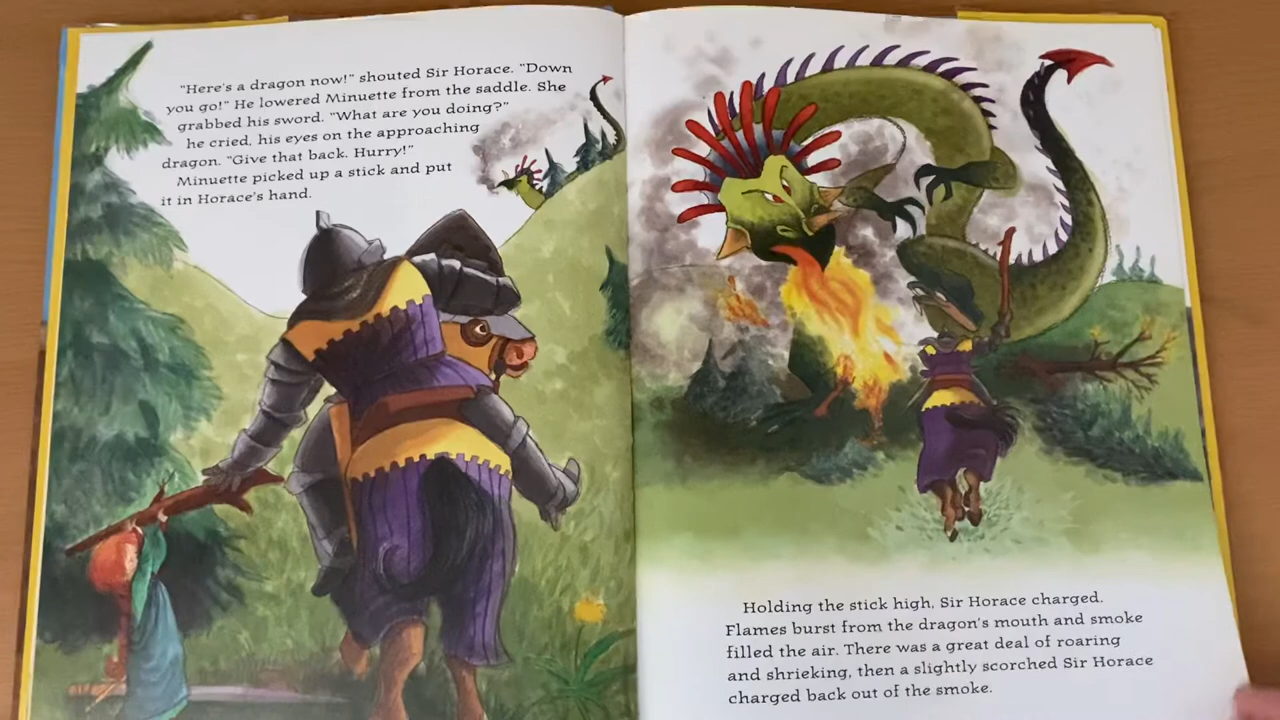 "Here's a dragon now!" shouted Sir Horace. "Down
you go!" He lowered Minuette from the saddle. She
grabbed his sword. "What are you doing?"
he cried, his eyes on the approaching
dragon. "Give that back. Hurry!"
Minuette picked up a stick and put
it in Horace's hand.
Holding the stick high, Sir Horace charged.
Flames burst from the dragon's mouth and smoke
filled the air. There was a great deal of roaring
and shrieking, then a slightly scorched Sir Horace
charged back out of the smoke.